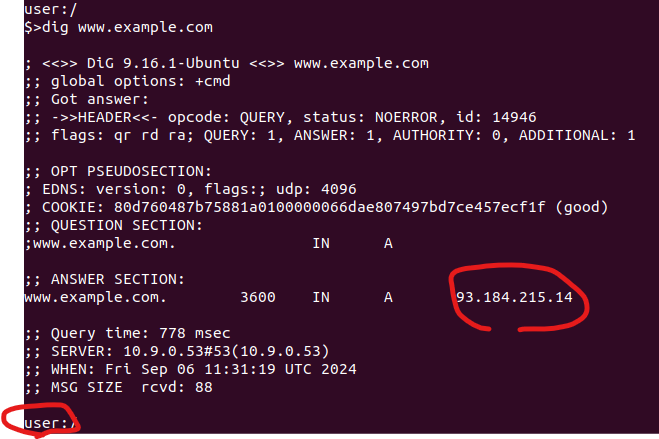 user:/
$>dig www.example.com
; <<>> DiG 9.16.1-Ubuntu <<>> www.example.com
;; global options: +cmd
;; Got answer:
;; ->>HEADER<<- opcode: QUERY, status: NOERROR, id: 14946
;; flags: qr rd ra; QUERY: 1, ANSWER: 1, AUTHORITY: 0, ADDITIONAL: 1
;; OPT PSEUDOSECTION:
; EDNS: version: 0, flags:; udp: 4096
; COOKIE: 80d760487b75881a0100000066dae807497bd7ce457ecf1f (good)
;; QUESTION SECTION:
;www.example.com. IN A
;; ANSWER SECTION:
www.example.com. 3600 IN A 93.184.215.14
;; Query time: 778 msec
;; SERVER: 10.9.0.53#53(10.9.0.53)
;; WHEN: Fri Sep 06 11:31:19 UTC 2024
;; MSG SIZE rcvd: 88
user:/